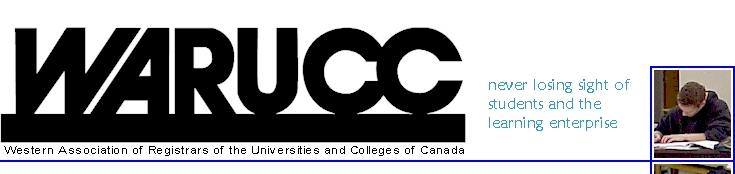 WARUCC
Western Association of Registrars of the Universities and Colleges of Canada
never losing sight of
students and the
learning enterprise